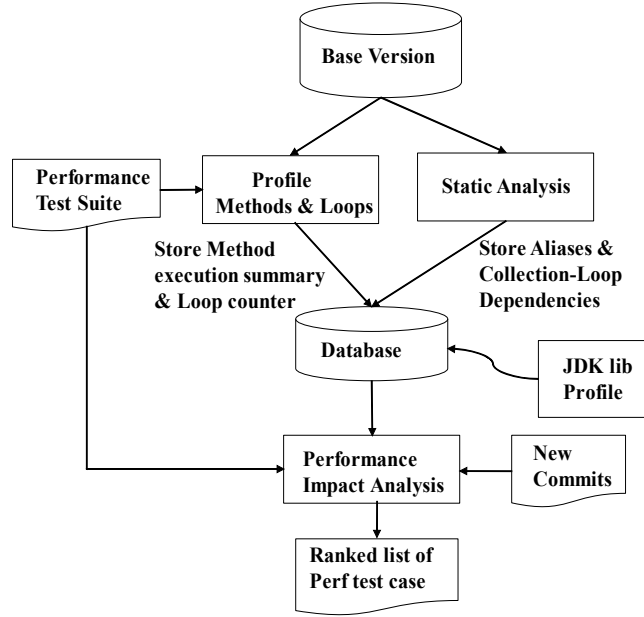 Base Version
Performance
Test Suite
Profile
Methods & Loops
Static Analysis
Store Method
execution summary
& Loop counter
Store Aliases &
Collection-Loop
Dependencies
Database
JDK lib
Profile
Performance
Impact Analysis
New
Commits
Ranked list of
Perf test case